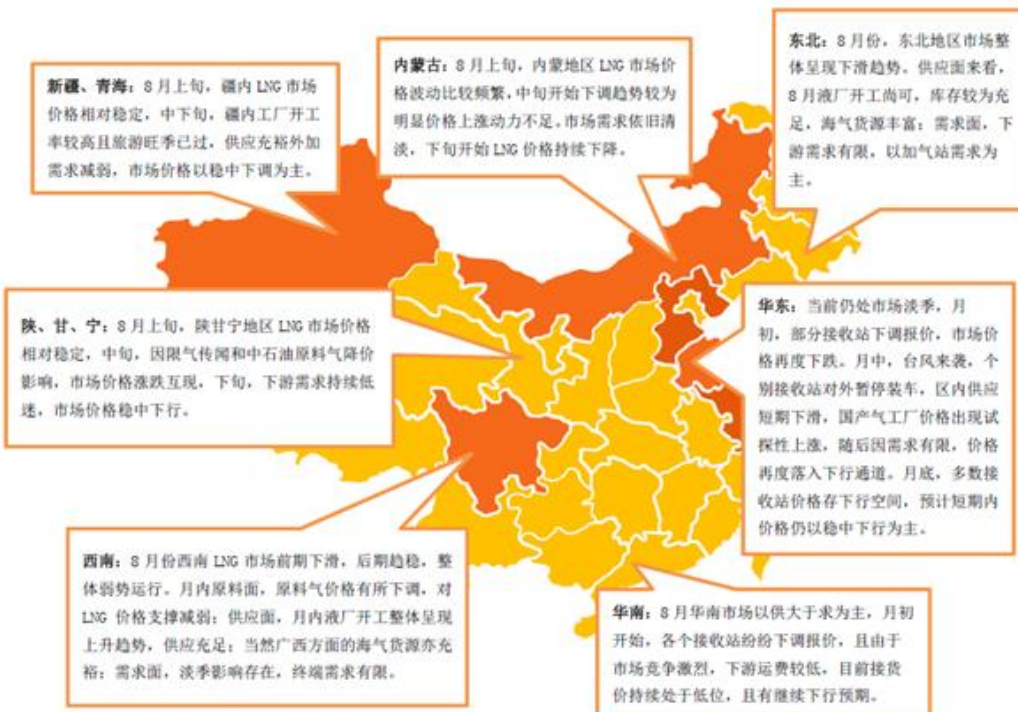 新疆、青海：8月上旬，疆内LNG市场
价格相对稳定，中下旬，疆内工厂开工
率较高且旅游旺季已过，供应充裕外加
需求减弱，市场价格以稳中下调为主。
内蒙古：8月上旬，内蒙地区LNG市场价
格波动比较频繁，中旬开始下调趋势较为
明显价格上涨动力不足。市场需求依旧清
淡，下旬开始LNG价格持续下降。
东北：8月份，东北地区市场整
体呈现下滑趋势。供应面来看，
8月液厂开工尚可，库存较为充
足，海气货源丰富；需求面，下
游需求有限，以加气站需求为
主。
陕、甘、宁：8月上旬，陕甘宁地区LNG市场价格
相对稳定，中旬，因限气传闻和中石油原料气降价
影响，市场价格涨跌互现，下旬，下游需求持续低
迷，市场价格稳中下行。
华东：当前仍处市场淡季，月
初，部分接收站下调报价，市场价
格再度下跌。月中，台风来袭，个
别接收站对外暂停装车，区内供应
短期下滑，国产气工厂价格出现试
探性上涨，随后因需求有限，价格
再度落入下行通道。月底，多数接
收站价格存下行空间，预计短期内
价格仍以稳中下行为主。
西南：8月份西南LNG市场前期下滑，后期趋稳，整
体弱势运行。月内原料面，原料气价格有所下调，对
LNG价格支撑减弱；供应面，月内液厂开工整体呈现
上升趋势，供应充足；当然广西方面的海气货源亦充
裕；需求面，淡季影响存在，终端需求有限。
华南：8月华南市场以供大于求为主，月初
开始，各个接收站纷纷下调报价，且由于
市场竞争激烈，下游运费较低，目前接货
价持续处于低位，且有继续下行预期。